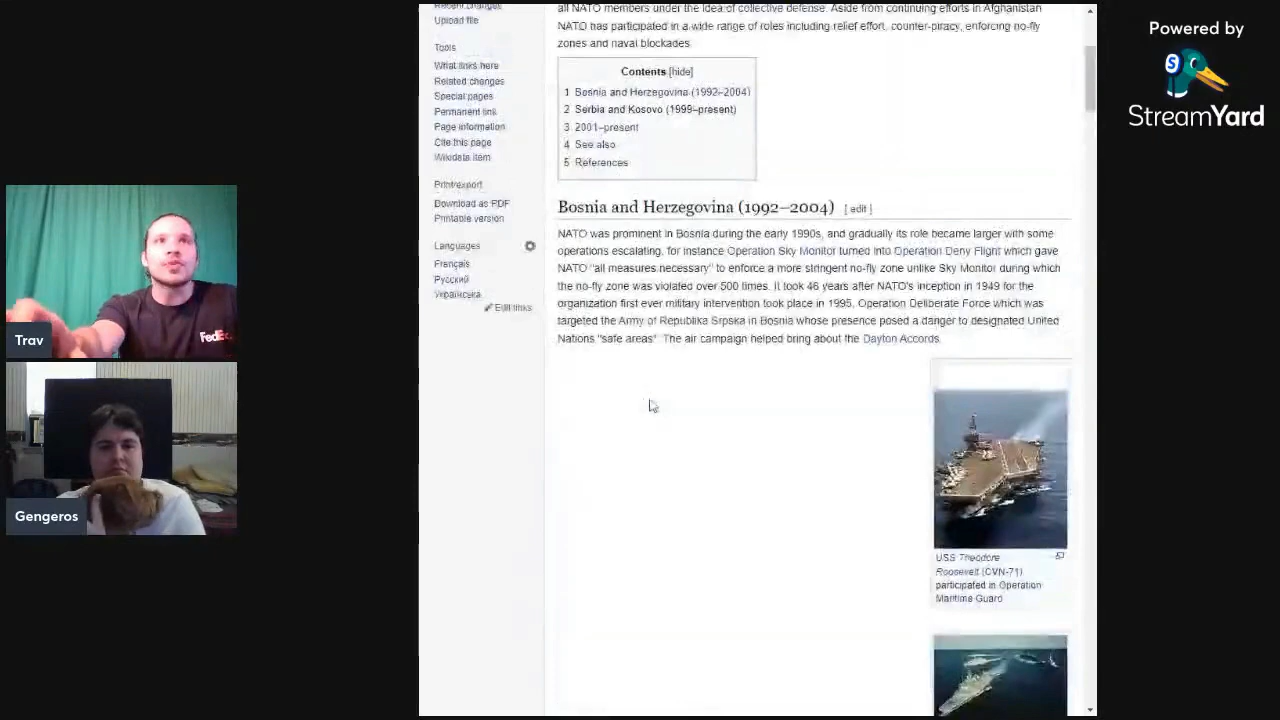 Recent changes
Upload file
Tools
What links here
Related changes
Special pages
Permanent link
Page information
Cite this page
Wikidata item
Print/export
Download as PDF
Printable version
Languages
Français
Русский
Українська
Edit links
all NATO members under the idea of collective defense. Aside from continuing efforts in Afghanistan
NATO has participated in a wide range of roles including relief effort, counter-piracy, enforcing no-fly
zones and naval blockades.
Contents [hide]
1 Bosnia and Herzegovina (1992–2004)
2 Serbia and Kosovo (1999–present)
3 2001–present
4 See also
5 References
Bosnia and Herzegovina (1992–2004) [ edit ]
NATO was prominent in Bosnia during the early 1990s, and gradually its role became larger with some
operations escalating, for instance Operation Sky Monitor turned into Operation Deny Flight which gave
NATO "all measures necessary" to enforce a more stringent no-fly zone unlike Sky Monitor during which
the no-fly zone was violated over 500 times. It took 46 years after NATO's inception in 1949 for the
organization first ever military intervention took place in 1995, Operation Deliberate Force which was
targeted the Army of Republika Srpska in Bosnia whose presence posed a danger to designated United
Nations "safe areas". The air campaign helped bring about the Dayton Accords.
USS Theodore
Roosevelt (CVN-71)
participated in Operation
Maritime Guard
Trav
FedEx
Gengeros
Powered by
S
StreamYard